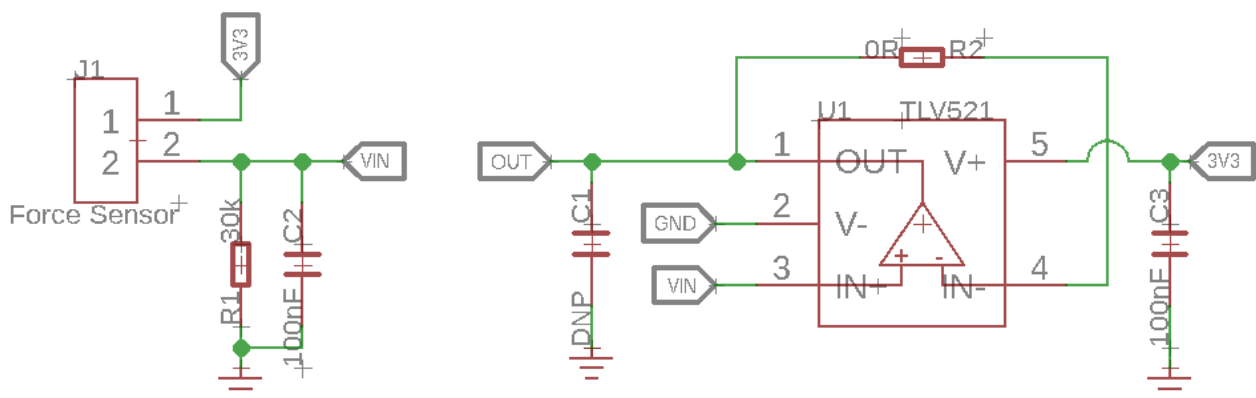 J1
3V3
1
1
2
2
VIN
Force Sensor
30k
R1
C2
100nF
0R
R2
U1
TLV521
OUT
1
OUT
V+
5
3V3
GND
2
V-
C1
DNP
VIN
3
IN+
+
-
IN-
4
C3
100nF